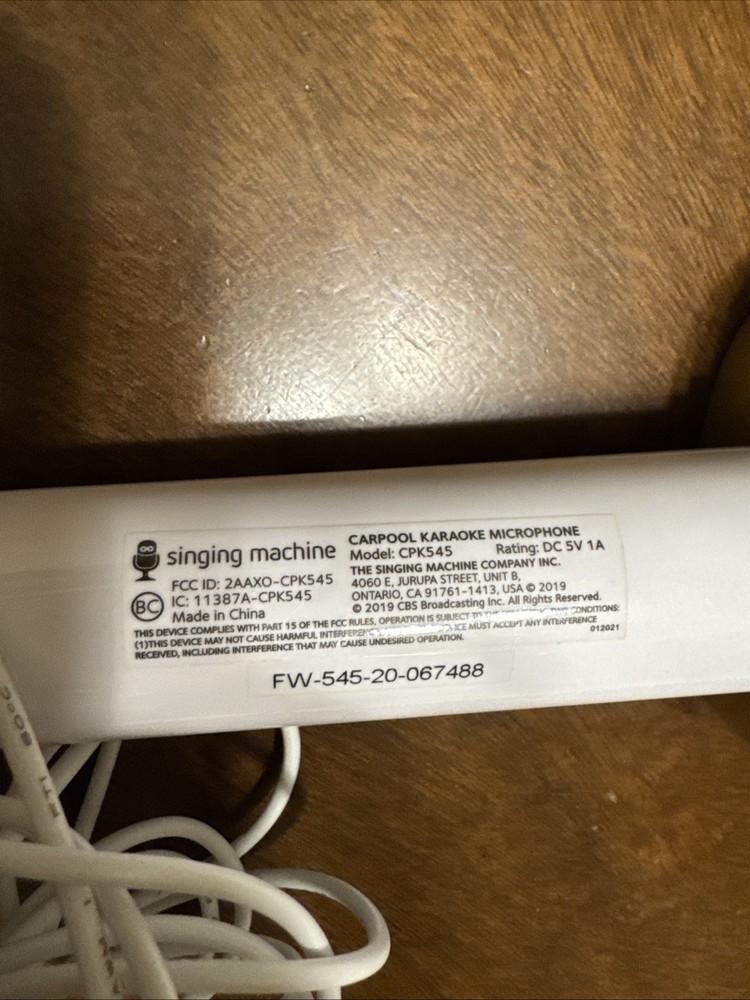 singing machine
FCC ID: 2AAXO-CPK545
BC
IC: 11387A-CPK545
Made in China
CARPOOL KARAOKE MICROPHONE
Model: CPK545 Rating: DC 5V 1A
THE SINGING MACHINE COMPANY INC.
4060 E, JURUPA STREET, UNIT B,
ONTARIO, CA 91761-1413, USA © 2019
© 2019 CBS Broadcasting Inc. All Rights Reserved.
THIS DEVICE COMPLIES WITH PART 15 OF THE FCC RULES, OPERATION IS SUBJECT TO TWO CONDITIONS:
(1)THIS DEVICE MAY NOT CAUSE HARMFUL MUST ACCEPT ANY INTERFERENCE
RECEIVED, INCLUDING INTERFERENCE THAT MAY CAUSE UNDESIRED OPERATION.
012021
FW-545-20-067488
80°C